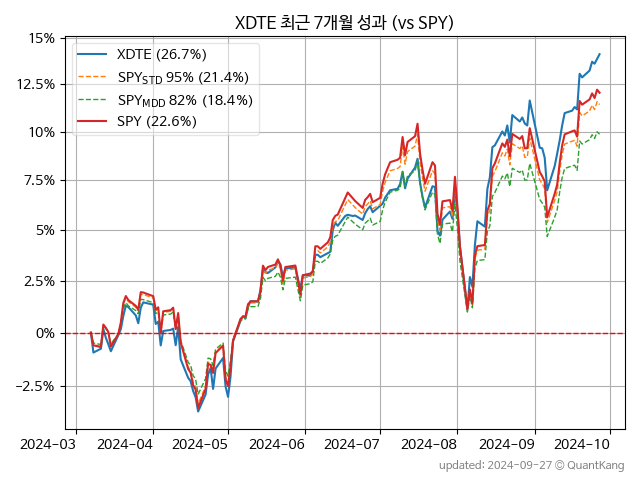 XDTE 최근 7개월 성과 (vs SPY)
XDTE (26.7%)
SPY_STD 95% (21.4%)
SPY_MDD 82% (18.4%)
SPY (22.6%)
15%
12.5%
10%
7.5%
5%
2.5%
0%
−2.5%
2024-03 2024-04 2024-05 2024-06 2024-07 2024-08 2024-09 2024-10
updated: 2024-09-27 © QuantKang